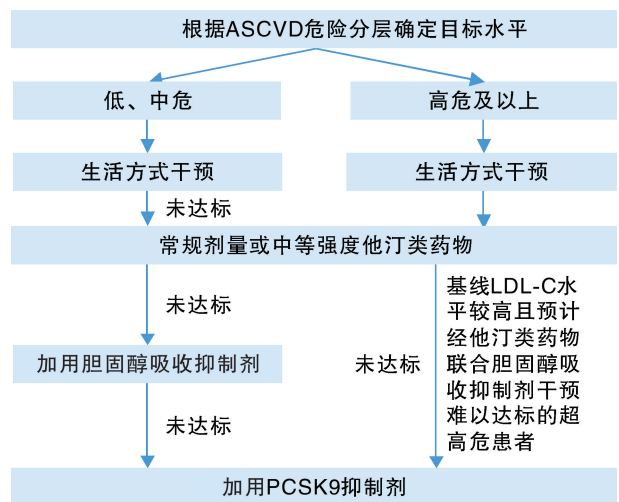 根据ASCVD危险分层确定目标水平
低、中危
高危及以上
生活方式干预
生活方式干预
未达标
常规剂量或中等强度他汀类药物
未达标
加用胆固醇吸收抑制剂
未达标
未达标
基线LDL-C水
平较高且预计
经他汀类药物
联合胆固醇吸
收抑制剂干预
难以达标的超
高危患者
加用PCSK9抑制剂